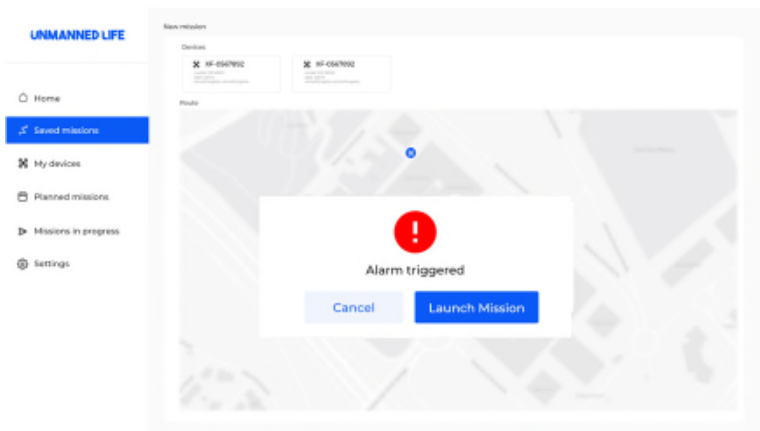 UNMANNED LIFE
Home
Saved missions
My devices
Planned missions
Missions in progress
Settings
New mission
Devices
XF-0567892
XF-0567892
Route
Alarm triggered
Cancel
Launch Mission